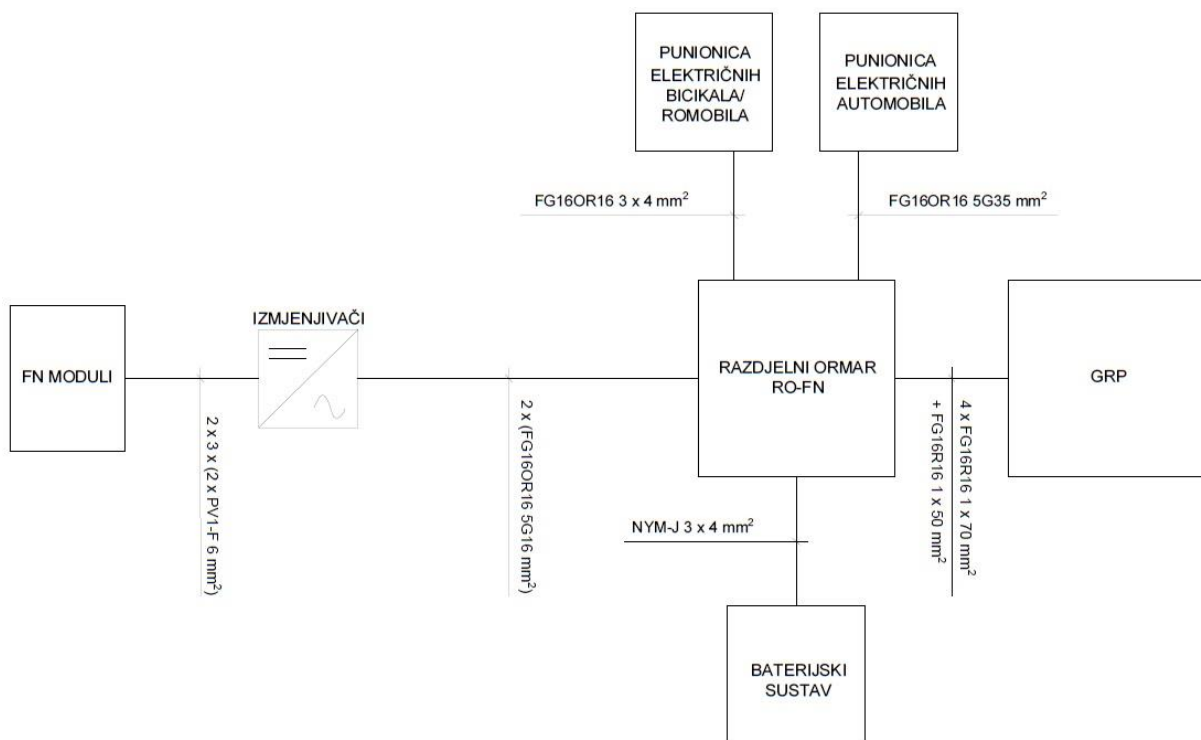 PUNIONICA
ELEKTRIČNIH
BICIKALA/
ROMOBILA
PUNIONICA
ELEKTRIČNIH
AUTOMOBILA
FG16OR16 3 x 4 mm²
FG16OR16 5G35 mm²
IZMJENJIVAČI
FN MODULI
RAZDJELNI ORMAR
RO-FN
GRP
2 x 3 x (2 x PV1-F 6 mm²)
2 x (FG16OR16 5G16 mm²)
4 x FG16R16 1 x 70 mm²
+ FG16R16 1 x 50 mm²
NYM-J 3 x 4 mm²
BATERIJSKI
SUSTAV